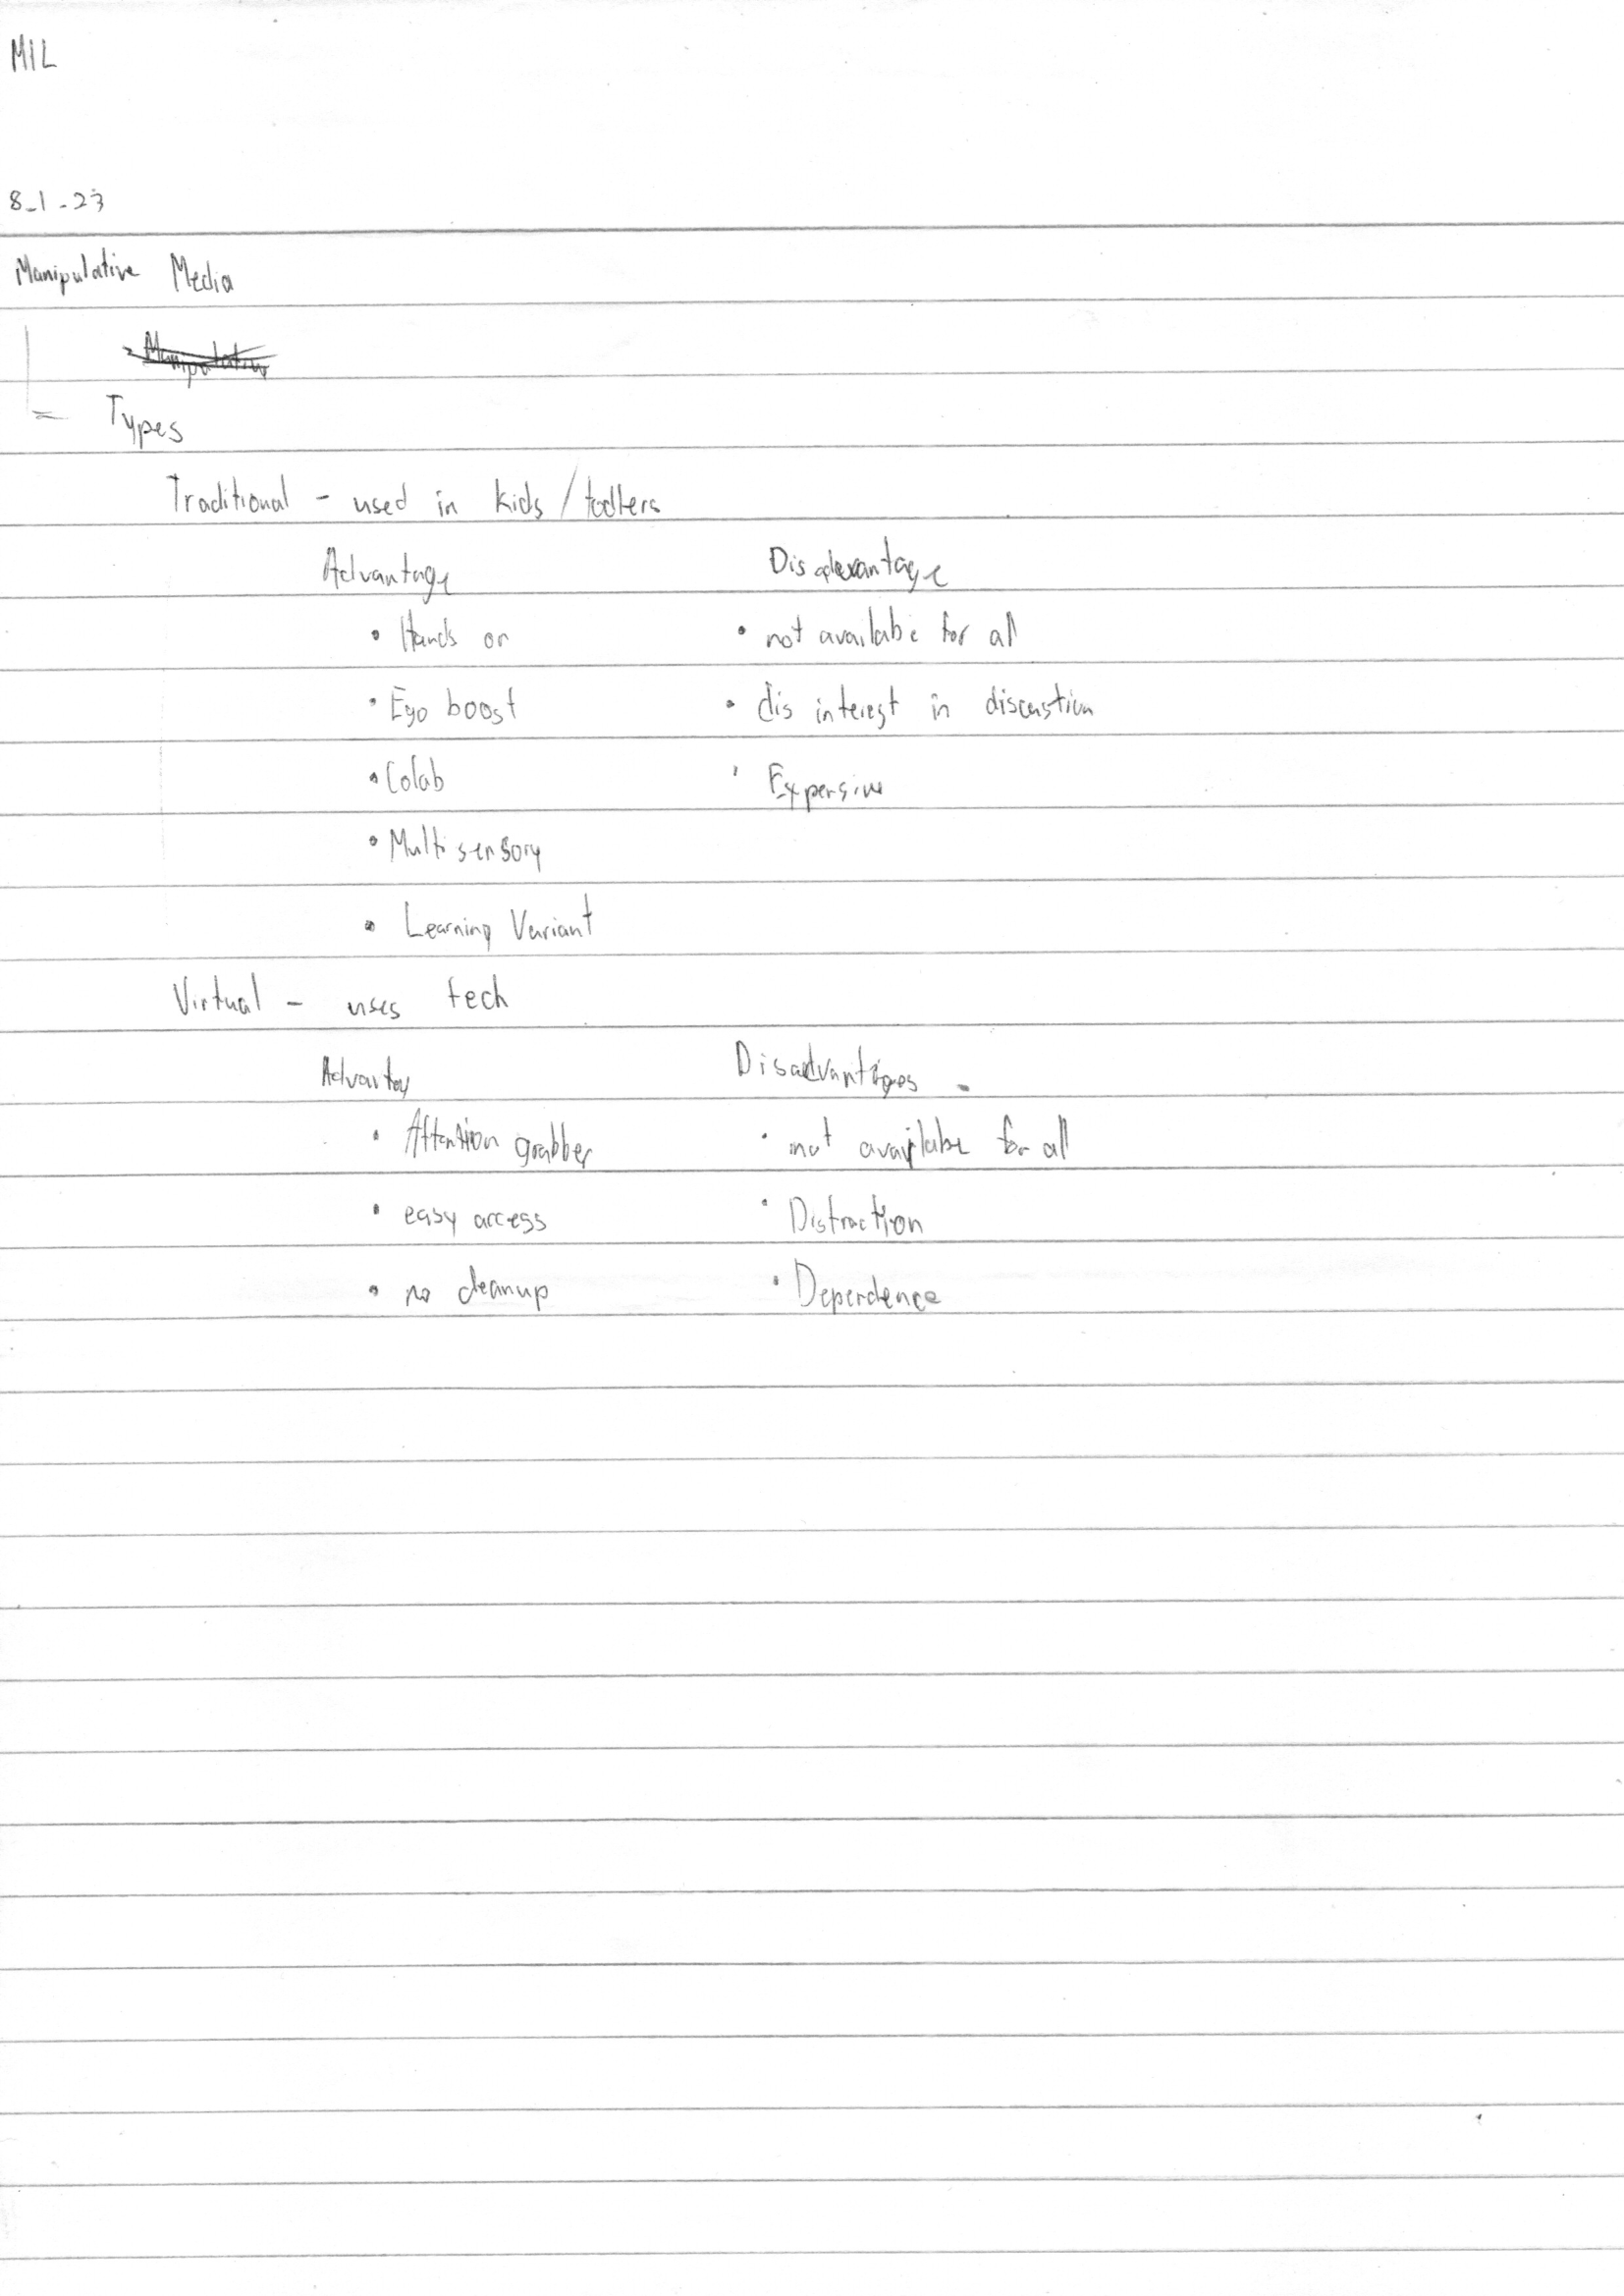 MIL
8-1-23
Manipulative Media
Manipulative
= Types
Traditional - used in kids / todlers
Advantage Disadvantage
• Hands on • not availabe for all
• Ego boost • dis interest in discustion
• Colab • Expensive
• Multi sensory
• Learning Variant
Virtual - uses tech
Disadvantages
• Attention grabber • not availabe for all
• easy access • Distraction
• no cleanup • Dependence